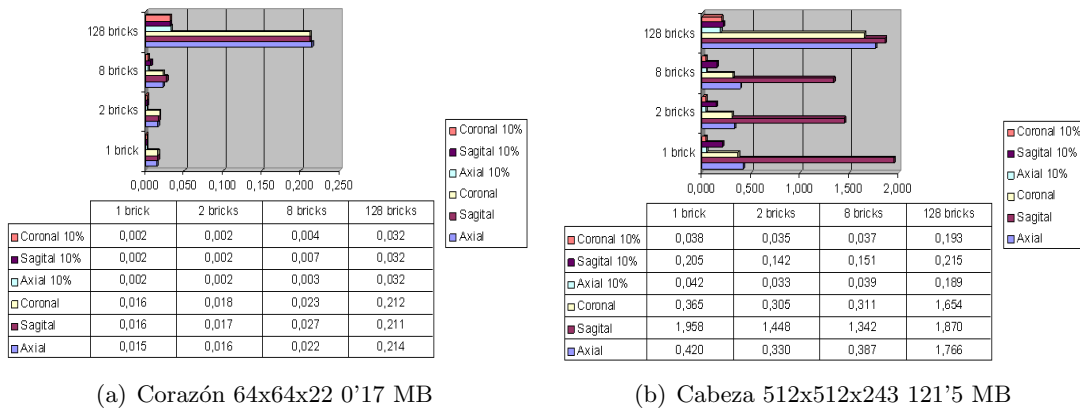 128 bricks
8 bricks
2 bricks
1 brick
0,000 0,050 0,100 0,150 0,200 0,250
Coronal 10%
Sagital 10%
Axial 10%
Coronal
Sagital
Axial
1 brick 2 bricks 8 bricks 128 bricks
Coronal 10% 0,002 0,002 0,004 0,032
Sagital 10% 0,002 0,002 0,007 0,032
Axial 10% 0,002 0,002 0,003 0,032
Coronal 0,016 0,018 0,023 0,212
Sagital 0,016 0,017 0,027 0,211
Axial 0,015 0,016 0,022 0,214
(a) Corazón 64x64x22 0'17 MB
128 bricks
8 bricks
2 bricks
1 brick
0,000 0,500 1,000 1,500 2,000
Coronal 10%
Sagital 10%
Axial 10%
Coronal
Sagital
Axial
1 brick 2 bricks 8 bricks 128 bricks
Coronal 10% 0,038 0,035 0,037 0,193
Sagital 10% 0,205 0,142 0,151 0,215
Axial 10% 0,042 0,033 0,039 0,189
Coronal 0,365 0,305 0,311 1,654
Sagital 1,958 1,448 1,342 1,870
Axial 0,420 0,330 0,387 1,766
(b) Cabeza 512x512x243 121'5 MB